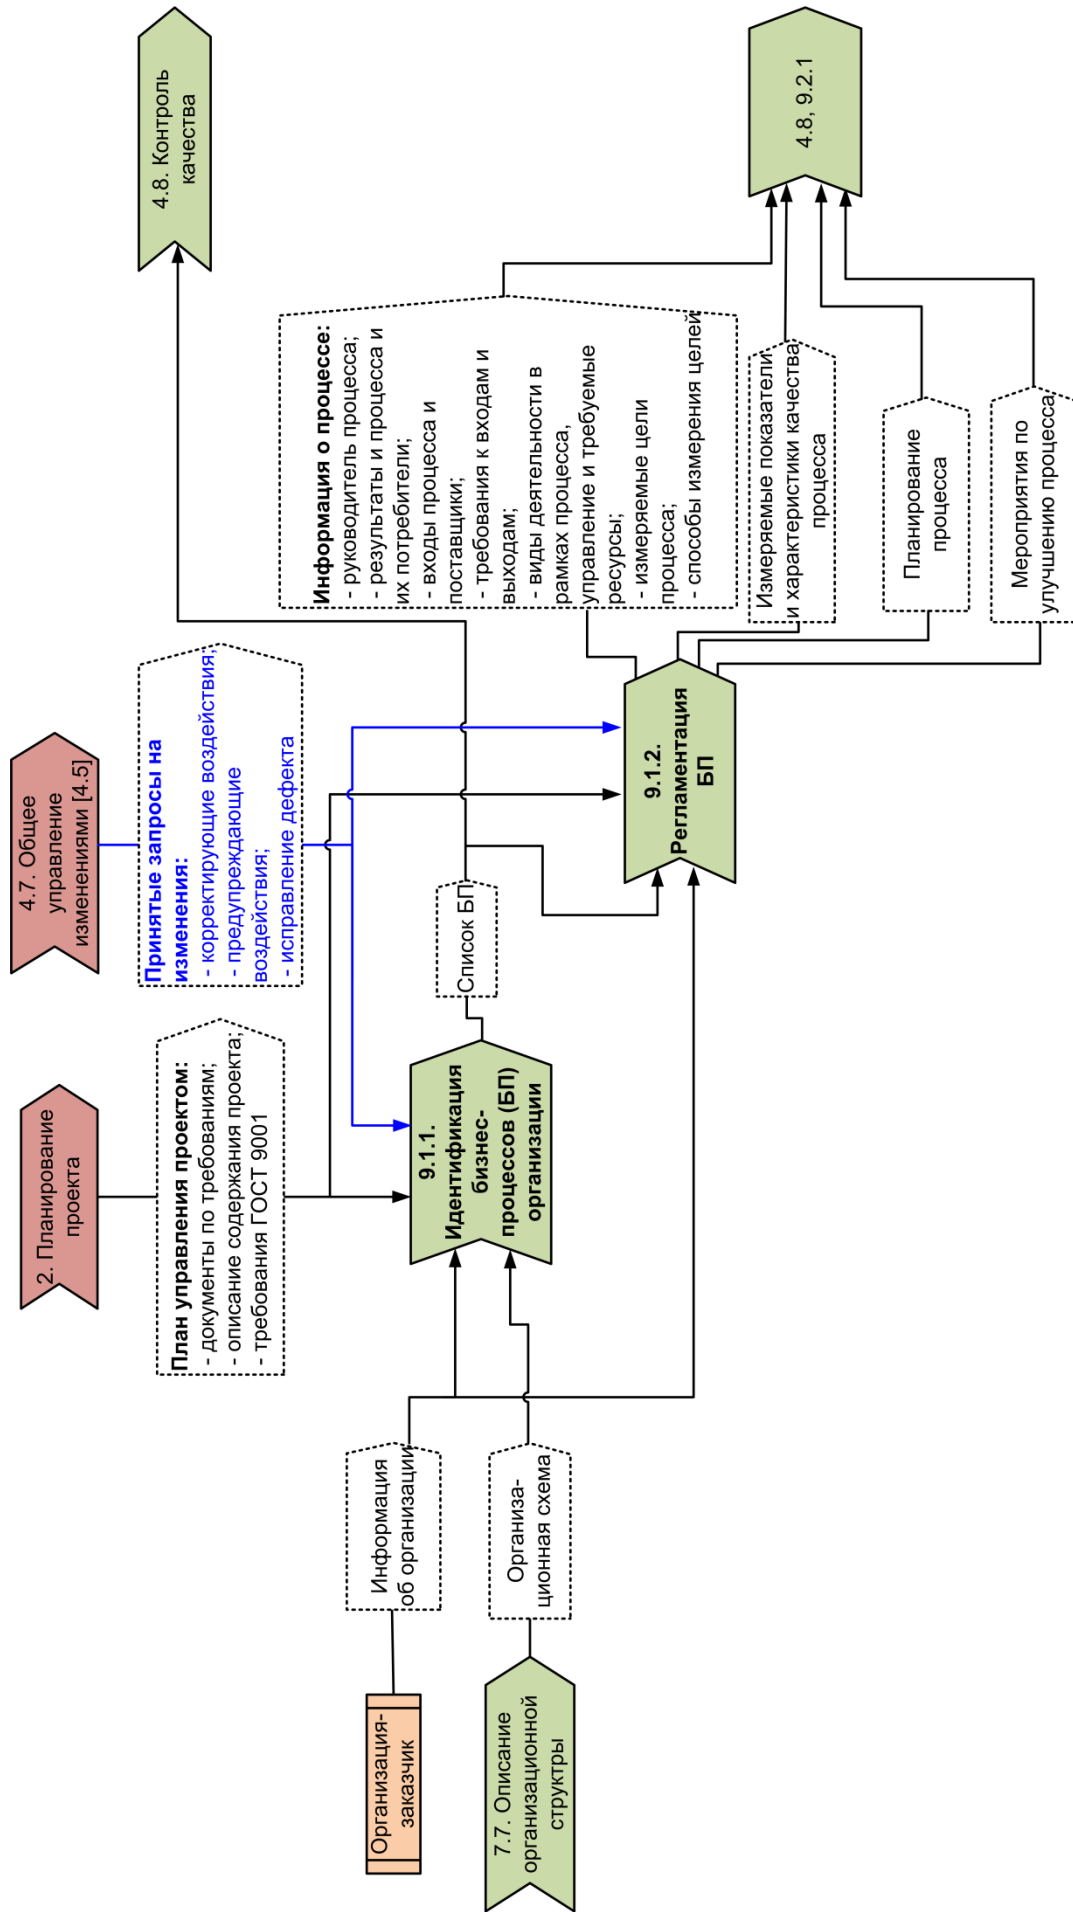 2. Планирование
проекта
4.7. Общее
управление
изменениями [4.5]
4.8. Контроль
качества
План управления проектом:
- документы по требованиям;
- описание содержания проекта;
- требования ГОСТ 9001
Принятые запросы на
изменения:
- корректирующие воздействия;
- предупреждающие
воздействия;
- исправление дефекта
Организация-
заказчик
Информация
об организации
7.7. Описание
организационной
структры
Организа-
ционная схема
9.1.1.
Идентификация
бизнес-
процессов (БП)
организации
Список БП
9.1.2.
Регламентация
БП
Информация о процессе:
- руководитель процесса;
- результаты и процесса и
их потребители;
- входы процесса и
поставщики;
- требования к входам и
выходам;
- виды деятельности в
рамках процесса,
управление и требуемые
ресурсы;
- измеряемые цели
процесса;
- способы измерения целей
Измеряемые показатели
и характеристики качества
процесса
Планирование
процесса
Мероприятия по
улучшению процесса
4.8, 9.2.1